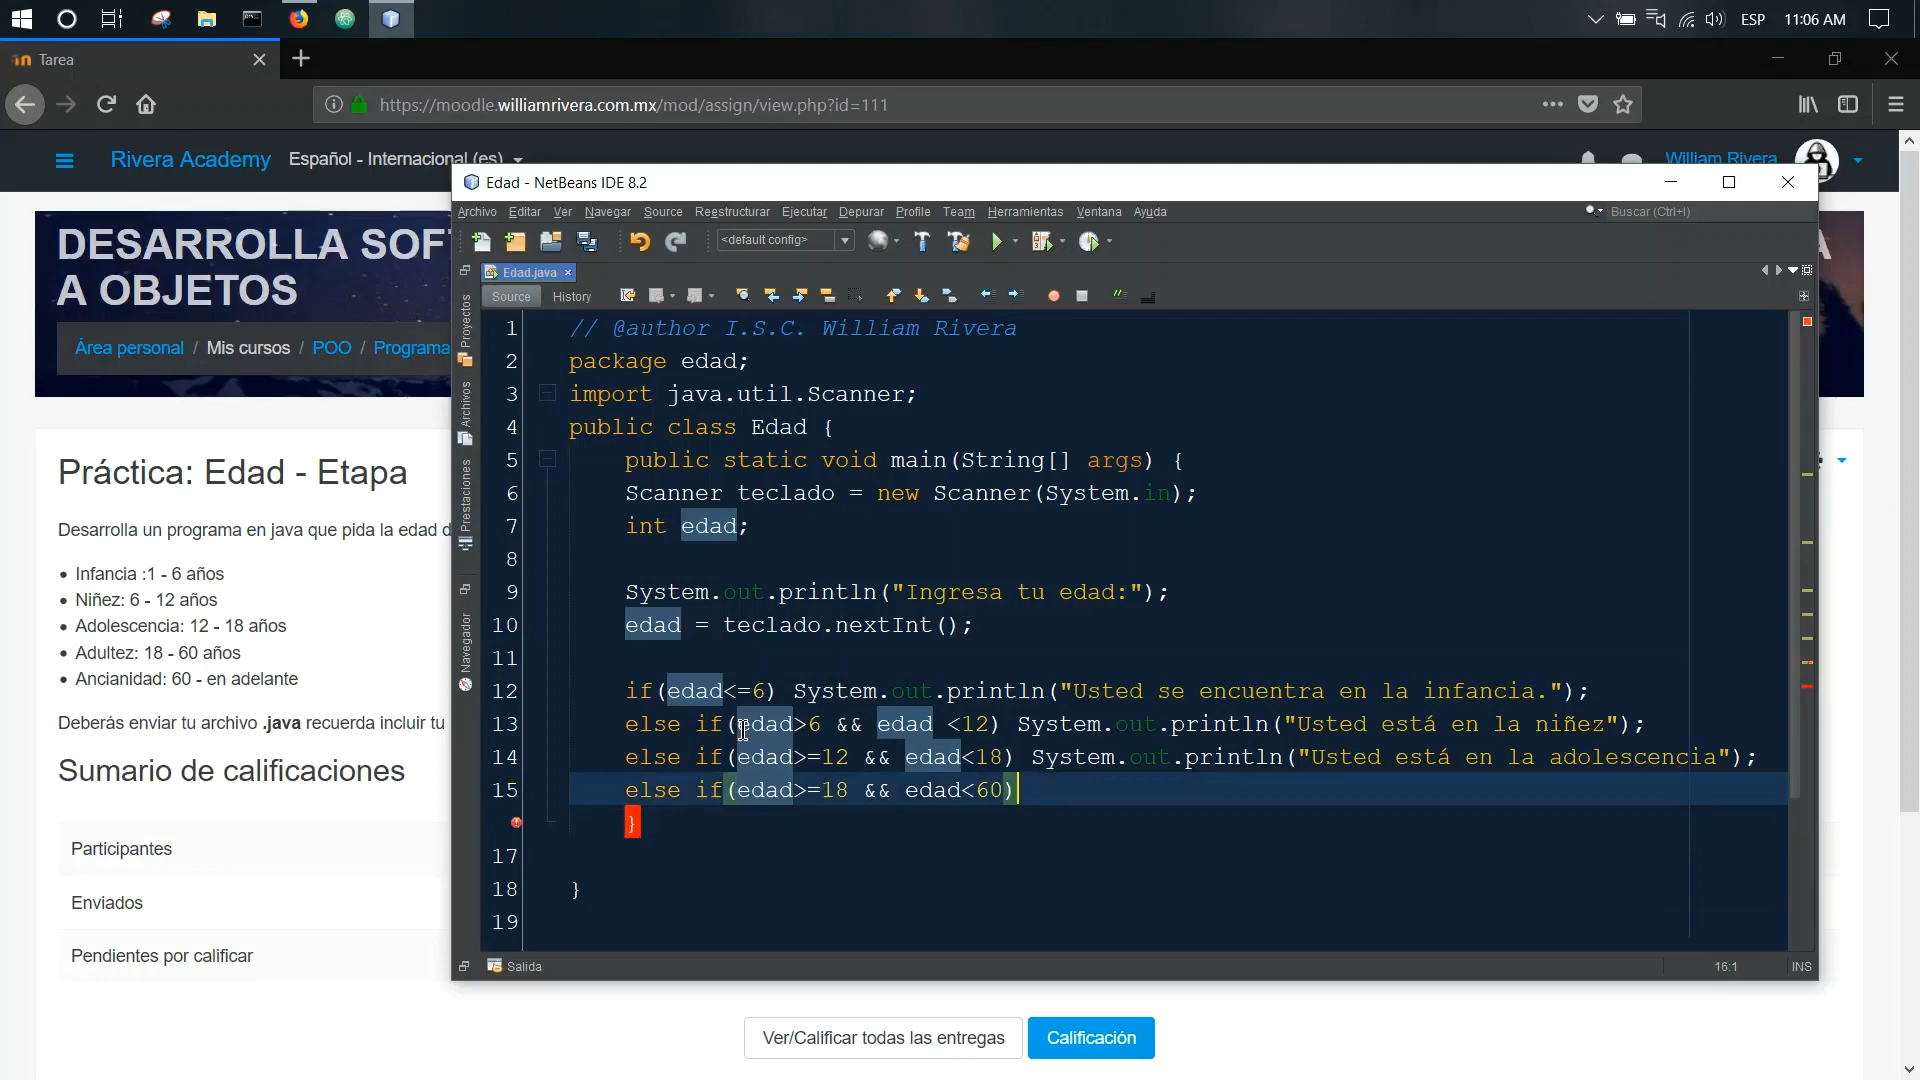 ESP 11:06 AM
Tarea
https://moodle.williamrivera.com.mx/mod/assign/view.php?id=111
Rivera Academy Español - Internacional (es)
William Rivera
DESARROLLA SOF
A OBJETOS
Área personal / Mis cursos / POO / Programa
Práctica: Edad - Etapa
Desarrolla un programa en java que pida la edad d
• Infancia :1 - 6 años
• Niñez: 6 - 12 años
• Adolescencia: 12 - 18 años
• Adultez: 18 - 60 años
• Ancianidad: 60 - en adelante
Deberás enviar tu archivo .java recuerda incluir tu
Sumario de calificaciones
Participantes
Enviados
Pendientes por calificar
Ver/Calificar todas las entregas
Calificación
Edad - NetBeans IDE 8.2
Archivo Editar Ver Navegar Source Reestructurar Ejecutar Depurar Profile Team Herramientas Ventana Ayuda
Buscar (Ctrl+I)
<default config>
Edad.java
Source History
Proyectos
Archivos
Prestaciones
Navegador
1 // @author I.S.C. William Rivera
2 package edad;
3 import java.util.Scanner;
4 public class Edad {
5 public static void main(String[] args) {
6 Scanner teclado = new Scanner(System.in);
7 int edad;
8
9 System.out.println("Ingresa tu edad:");
10 edad = teclado.nextInt();
11
12 if(edad<=6) System.out.println("Usted se encuentra en la infancia.");
13 else if(edad>6 && edad <12) System.out.println("Usted está en la niñez");
14 else if(edad>=12 && edad<18) System.out.println("Usted está en la adolescencia");
15 else if(edad>=18 && edad<60)
}
17
18 }
19
Salida
16:1 INS